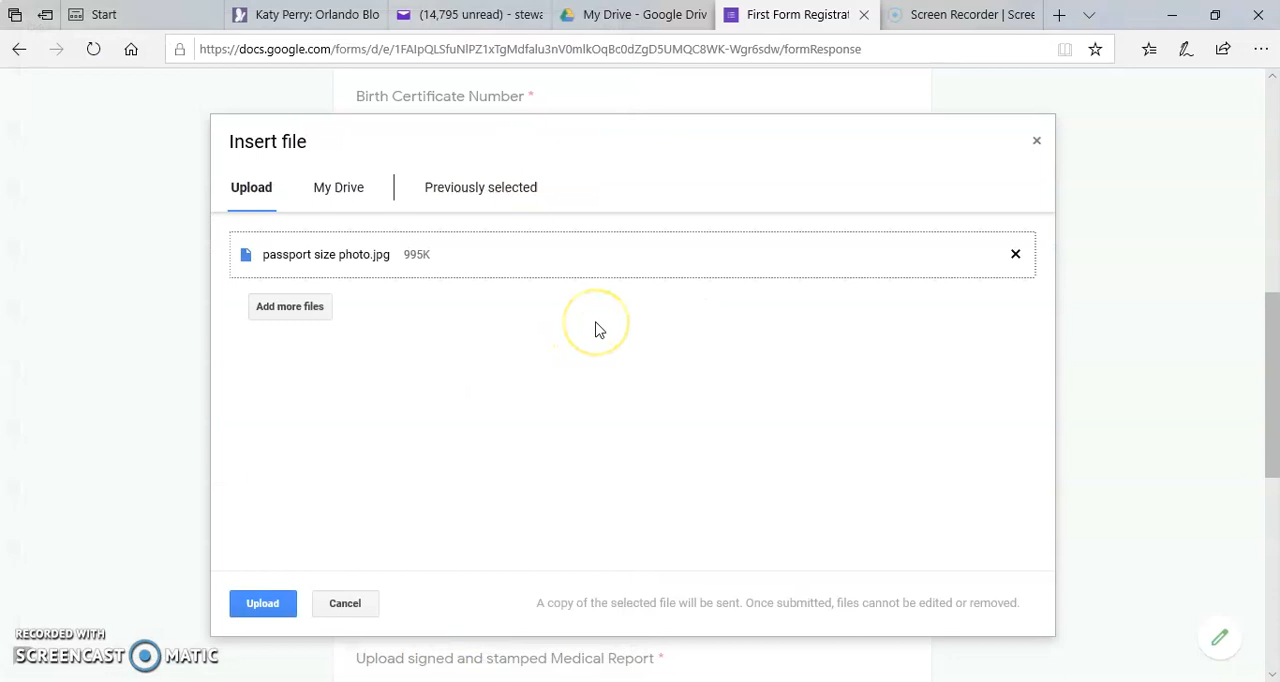 Start
Katy Perry: Orlando Blo
(14,795 unread) - stewa
My Drive - Google Driv
First Form Registrat
Screen Recorder | Scree
https://docs.google.com/forms/d/e/1FAIpQLSfuNlPZ1xTgMdfalu3nV0mlkOqBc0dZgD5UMQC8WK-Wgr6sdw/formResponse
Birth Certificate Number *
Insert file
Upload
My Drive
Previously selected
passport size photo.jpg 995K
Add more files
Upload
Cancel
A copy of the selected file will be sent. Once submitted, files cannot be edited or removed.
RECORDED WITH
SCREENCAST MATIC
Upload signed and stamped Medical Report *